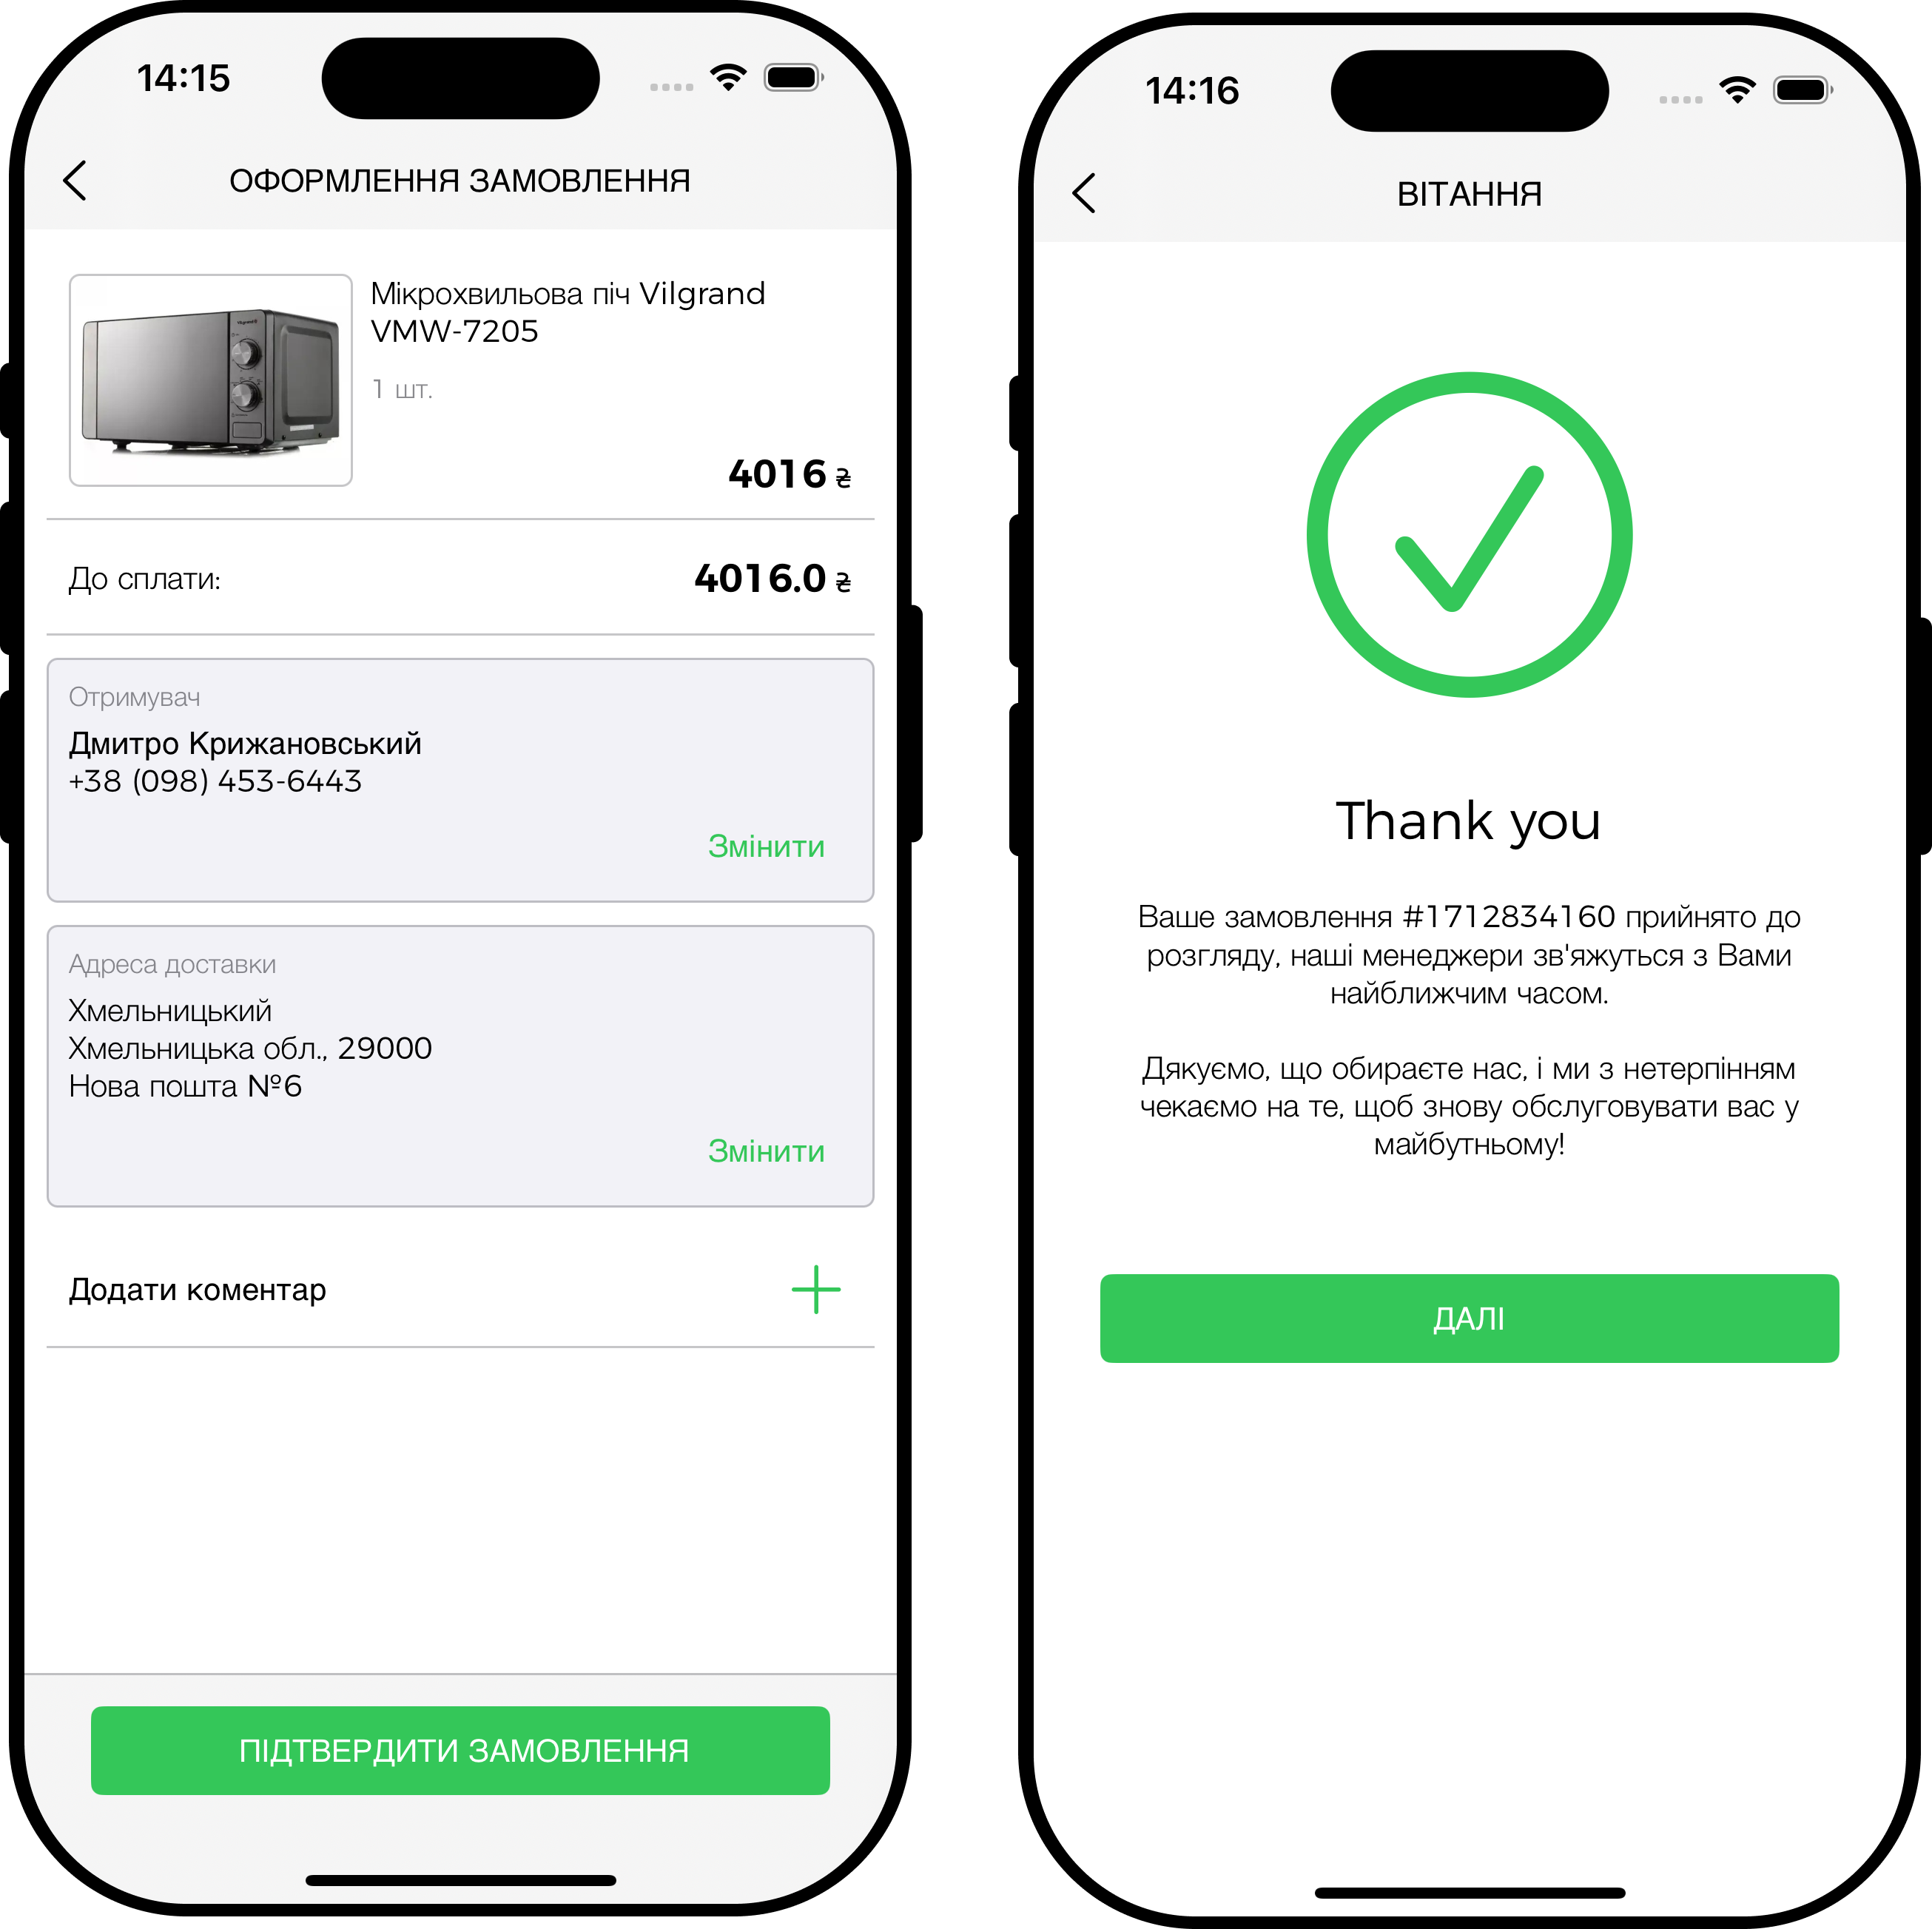 14:15
ОФОРМЛЕННЯ ЗАМОВЛЕННЯ
Мікрохвильова піч Vilgrand
VMW-7205
1 шт.
4016 ₴
До сплати:
4016.0 ₴
Отримувач
Дмитро Крижановський
+38 (098) 453-6443
Змінити
Адреса доставки
Хмельницький
Хмельницька обл., 29000
Нова пошта №6
Змінити
Додати коментар
ПІДТВЕРДИТИ ЗАМОВЛЕННЯ
14:16
ВІТАННЯ
Thank you
Ваше замовлення #1712834160 прийнято до
розгляду, наші менеджери зв'яжуться з Вами
найближчим часом.
Дякуємо, що обираєте нас, і ми з нетерпінням
чекаємо на те, щоб знову обслуговувати вас у
майбутньому!
ДАЛІ